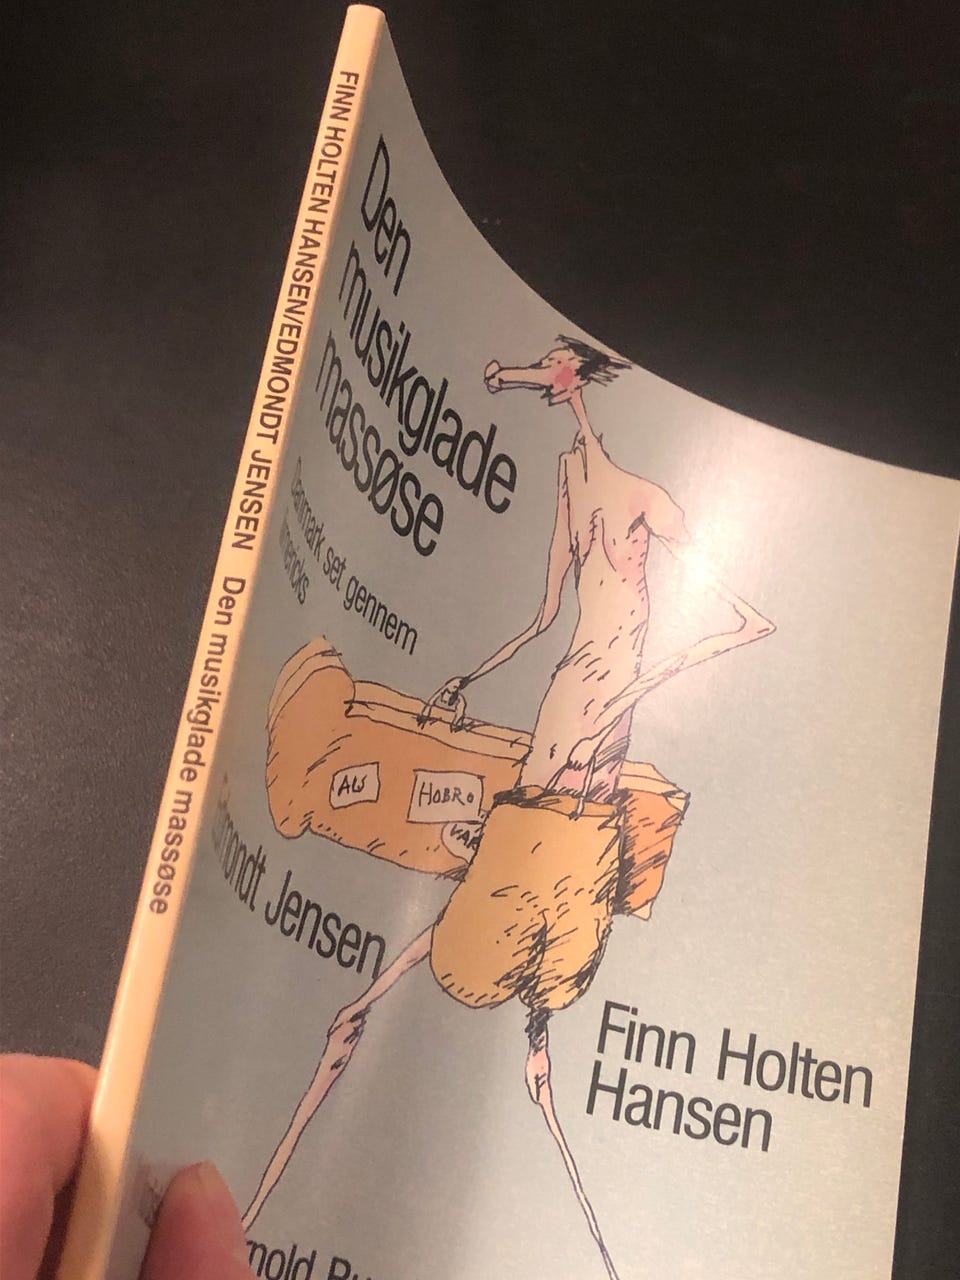 FINN HOLTEN HANSEN/EDMONDT JENSEN Den musikglade massøse
Den
musikglade
massøse
Danmark set gennem
limericks
ALS
HOBRO
Edmondt Jensen
Finn Holten
Hansen